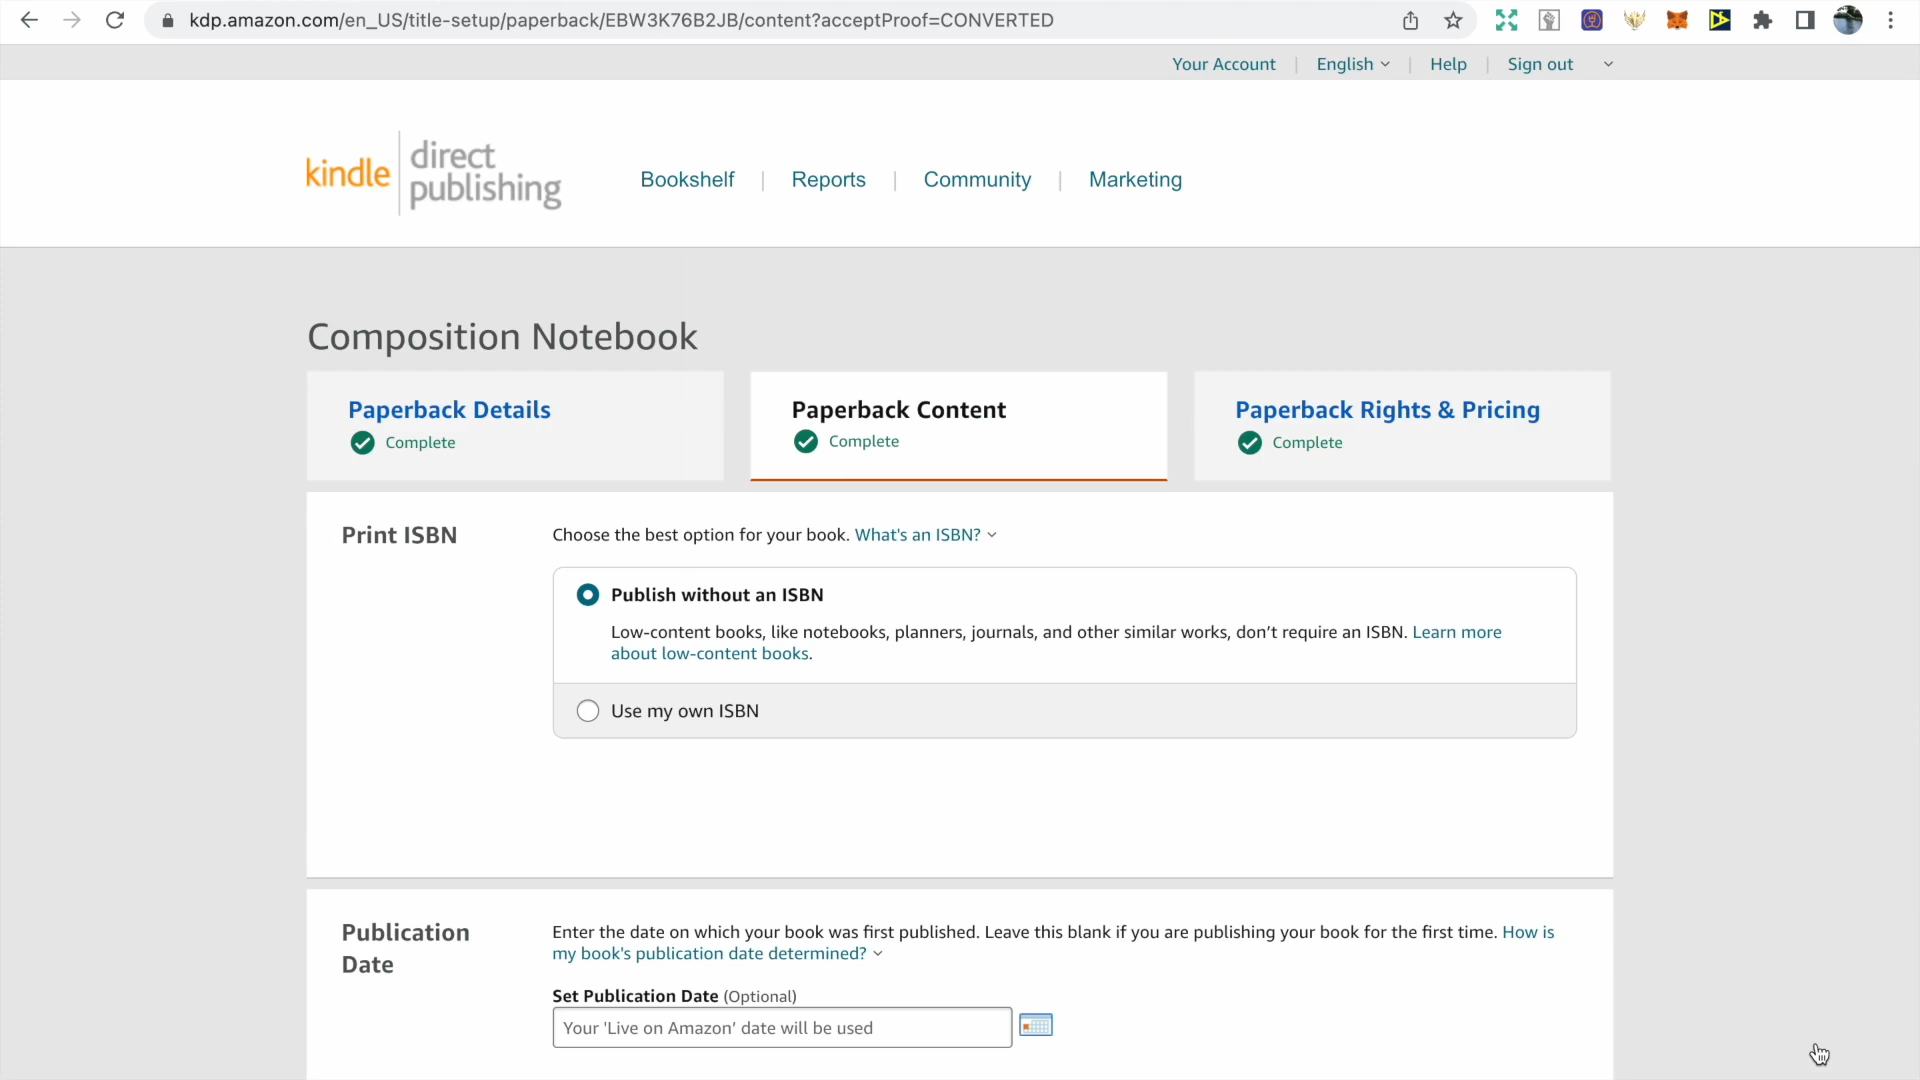 kdp.amazon.com/en_US/title-setup/paperback/EBW3K76B2JB/content?acceptProof=CONVERTED
Your Account English Help Sign out
kindle direct publishing
Bookshelf Reports Community Marketing
Composition Notebook
Paperback Details
Complete
Paperback Content
Complete
Paperback Rights & Pricing
Complete
Print ISBN
Choose the best option for your book. What's an ISBN?
Publish without an ISBN
Low-content books, like notebooks, planners, journals, and other similar works, don’t require an ISBN. Learn more
about low-content books.
Use my own ISBN
Publication
Date
Enter the date on which your book was first published. Leave this blank if you are publishing your book for the first time. How is
my book's publication date determined?
Set Publication Date (Optional)
Your 'Live on Amazon’ date will be used